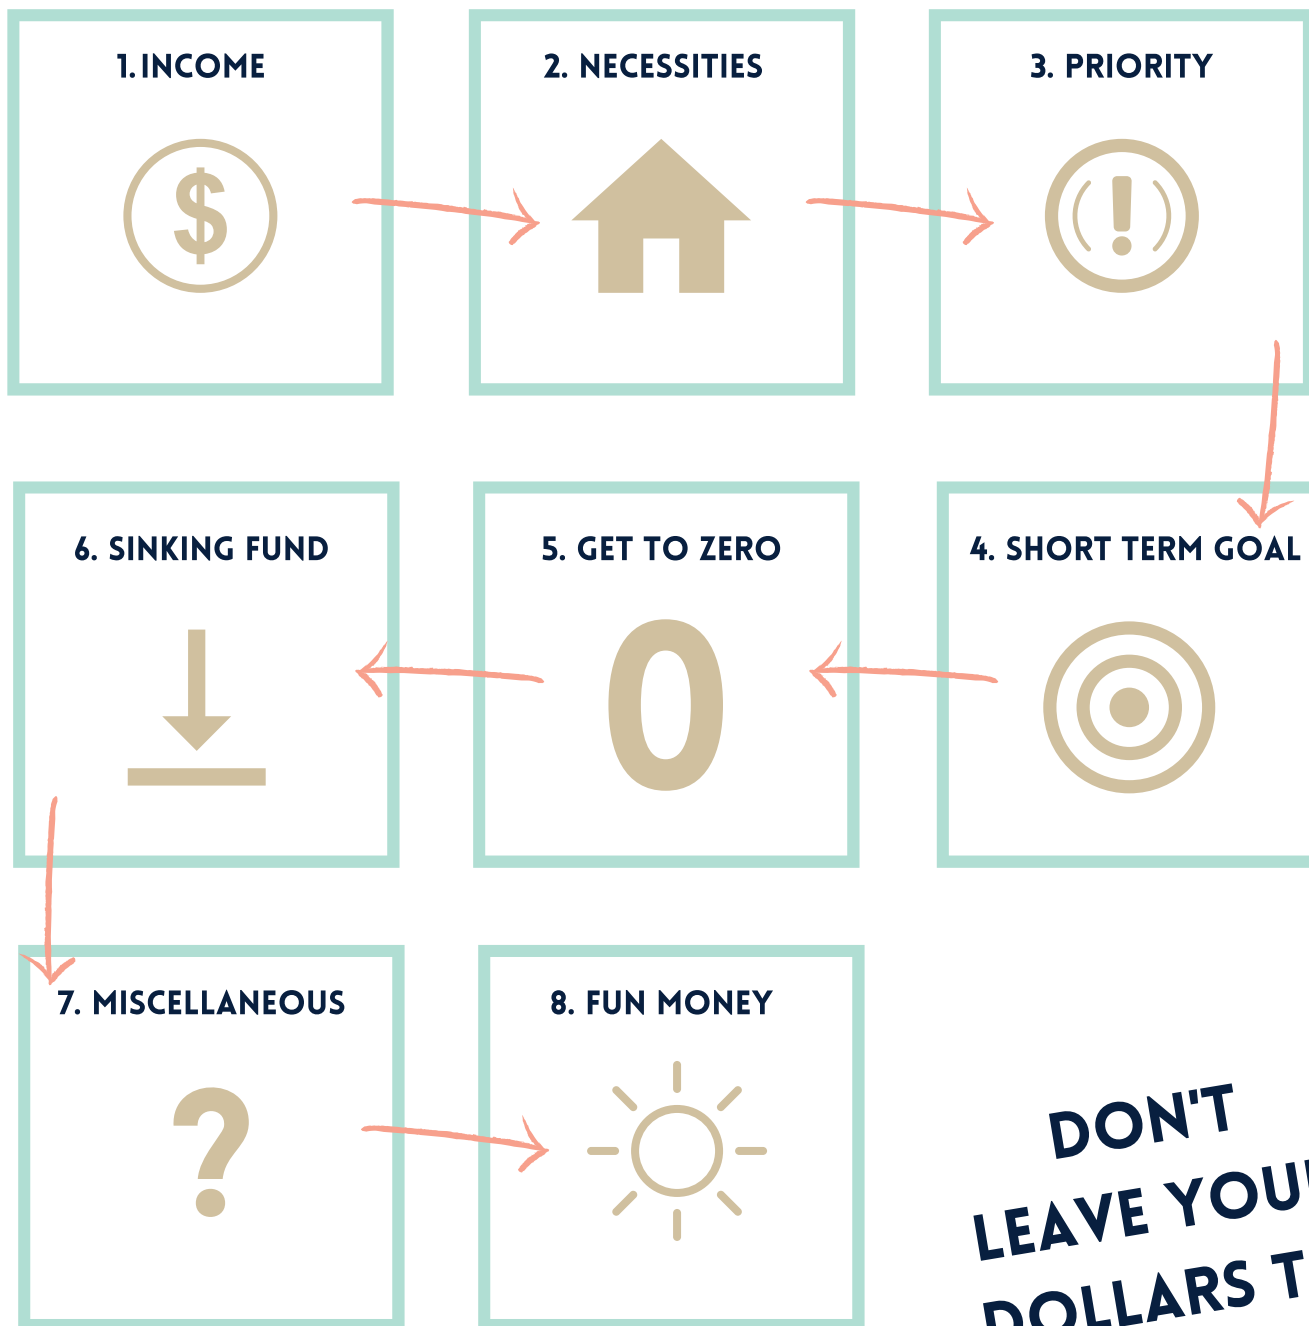 1. INCOME
2. NECESSITIES
3. PRIORITY
4. SHORT TERM GOAL
5. GET TO ZERO
6. SINKING FUND
7. MISCELLANEOUS
8. FUN MONEY
DON'T
LEAVE
DOLLARS